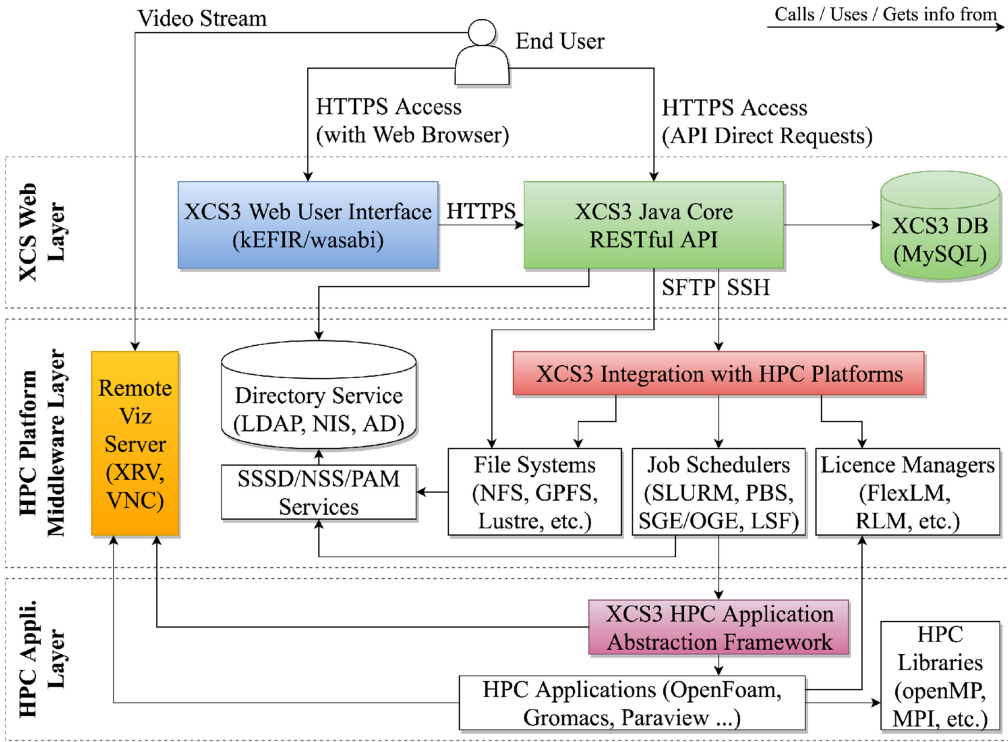 Video Stream
Calls / Uses / Gets info from
End User
HTTPS Access
(with Web Browser)
HTTPS Access
(API Direct Requests)
XCS Web
Layer
XCS3 Web User Interface
(kEFIR/wasabi)
HTTPS
XCS3 Java Core
RESTful API
XCS3 DB
(MySQL)
SFTP
SSH
HPC Platform
Middleware Layer
Remote
Viz
Server
(XRV,
VNC)
Directory Service
(LDAP, NIS, AD)
SSSD/NSS/PAM
Services
XCS3 Integration with HPC Platforms
File Systems
(NFS, GPFS,
Lustre, etc.)
Job Schedulers
(SLURM, PBS,
SGE/OGE, LSF)
Licence Managers
(FlexLM,
RLM, etc.)
HPC Appli.
Layer
XCS3 HPC Application
Abstraction Framework
HPC Applications (OpenFoam,
Gromacs, Paraview ...)
HPC
Libraries
(openMP,
MPI, etc.)